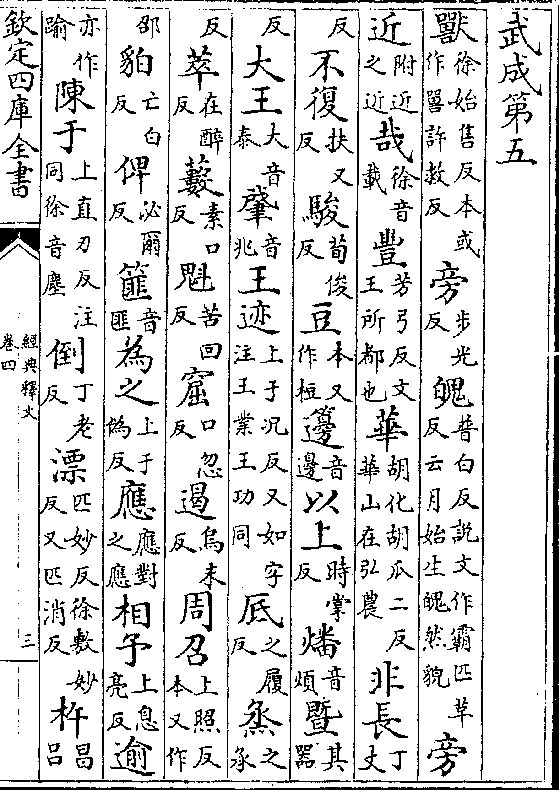 武成第五
獸徐始售反本或作嘼許救反旁步光反魄普白反說文作霸匹草反云月始生魄然貌旁
近附近之近哉徐音載豐芳弓反文王所都也華胡化胡瓜二反華山在弘農非長丁丈
反不復扶又反駿荀俊反豆本又作梪籩音邊以上時掌反燔音煩暨其器
反大王大音泰肇音兆王迹上于况反又如字注王業王功同厎之履反烝之承
反萃在醉反藪素口反魁苦回反窟口忽反遏烏末反周召上照反本又作
邵貃亡白反俾必爾反篚音匪為之上于偽反應應對之應相予上息亮反逾
亦作踰陳于上直刃反注同徐音塵倒丁老反漂匹妙反徐敷妙反又匹消反杵昌呂
欽定四庫全書
經典釋文
卷四
三